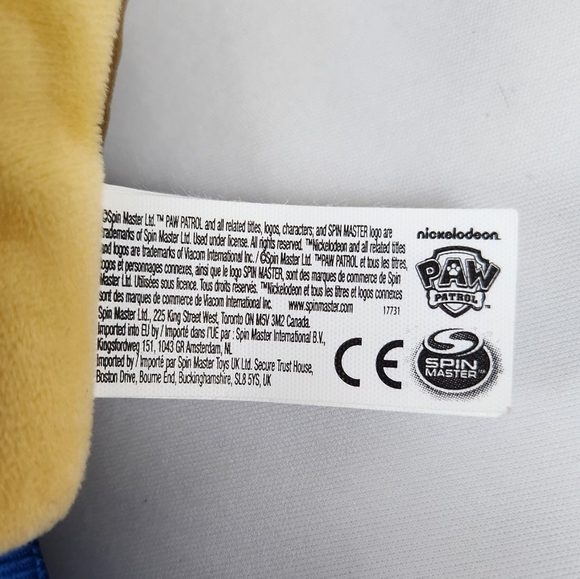 ©Spin Master Ltd.™ PAW PATROL and all related titles, logos, characters; and SPIN MASTER logo are
trademarks of Spin Master Ltd. Used under license. All rights reserved. ™Nickelodeon and all related titles
and logos are trademarks of Viacom International Inc. / ©Spin Master Ltd. ™PAW PATROL et tous les titres,
logos et personnages connexes, ainsi que le logo SPIN MASTER, sont des marques de commerce de Spin
Master Ltd. Utilisées sous licence. Tous droits reservés. ™Nickelodeon et tous les titres et logos connexes
sont des marques de commerce de Viacom International Inc. www.spinmaster.com 17731
Spin Master Ltd., 225 King Street West, Toronto ON M5V 3M2 Canada.
Imported into EU by / Importé dans l'UE par : Spin Master International B.V.,
Kingsfordweg 151, 1043 GR Amsterdam, NL
Imported by / Importé par Spin Master Toys UK Ltd. Secure Trust House,
Boston Drive, Bourne End, Buckinghamshire, SL8 5YS, UK
CE
nickelodeon™
PAW
PATROL™
SPIN
MASTER™